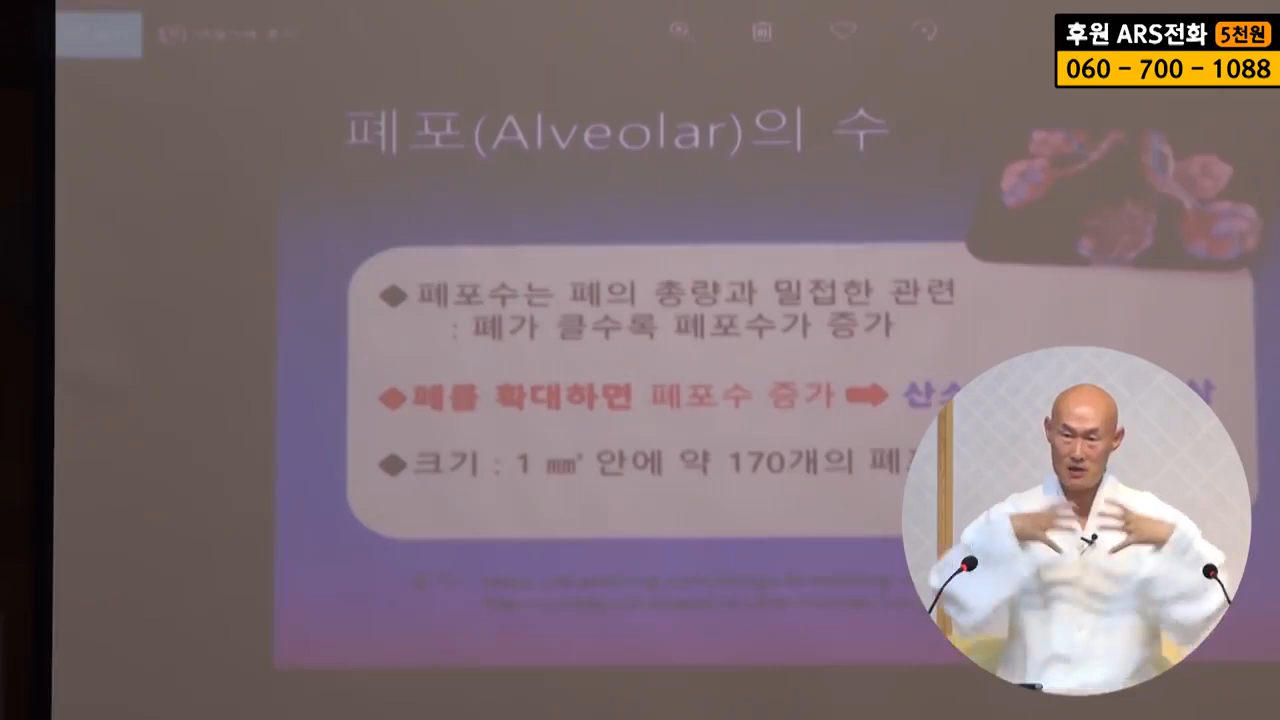 후원 ARS전화 5천원
060 - 700 - 1088
폐포(Alveolar)의 수
◆폐포수는 폐의 총량과 밀접한 관련
: 폐가 클수록 폐포수가 증가
◆폐를 확대하면 폐포수 증가 ➡
◆크기 : 1 ㎣ 안에 약 170개의